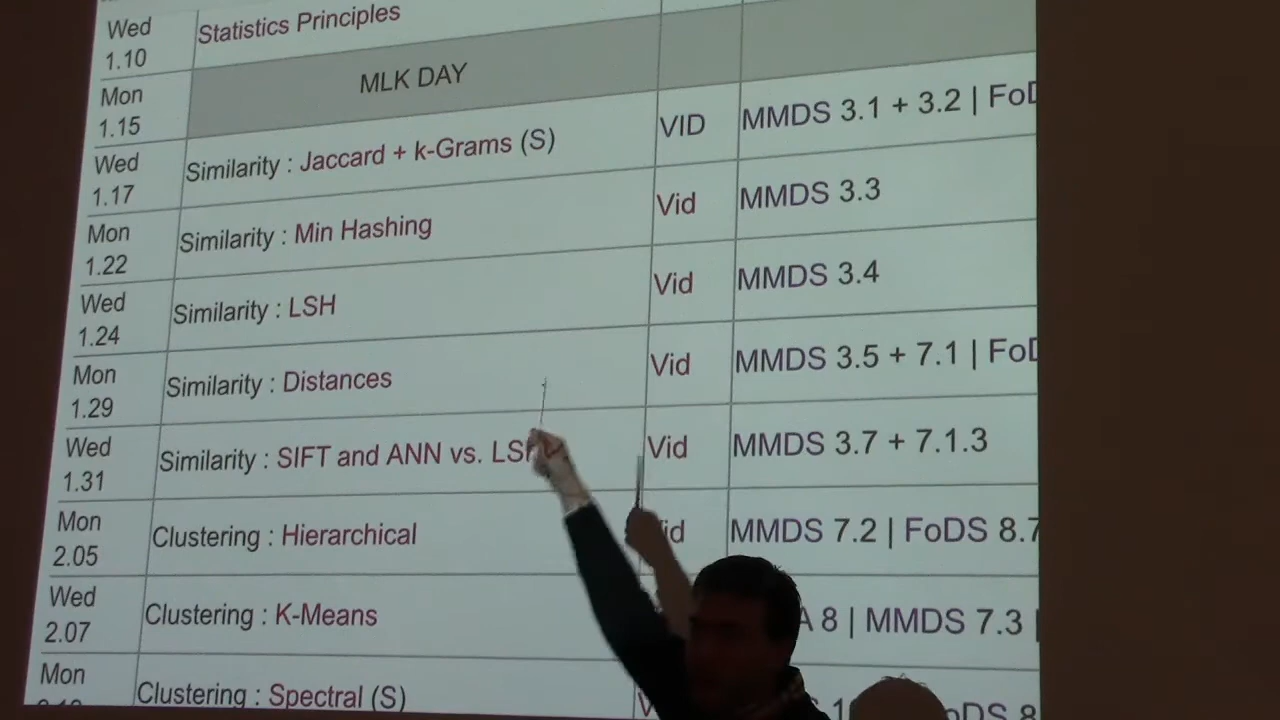 Wed
1.10
Statistics Principles
Mon
1.15
MLK DAY
Wed
1.17
Similarity : Jaccard + k-Grams (S)
VID
MMDS 3.1 + 3.2 |
Mon
1.22
Similarity : Min Hashing
Vid
MMDS 3.3
Wed
1.24
Similarity : LSH
Vid
MMDS 3.4
Mon
1.29
Similarity : Distances
Vid
MMDS 3.5 + 7.1 |
Wed
1.31
Similarity : SIFT and ANN vs.
Vid
MMDS 3.7 + 7.1.3
Mon
2.05
Clustering : Hierarchical
MMDS 7.2 | FoDS 8.7
Wed
2.07
Clustering : K-Means
8 | MMDS 7.3
Mon
Clustering : Spectral (S)